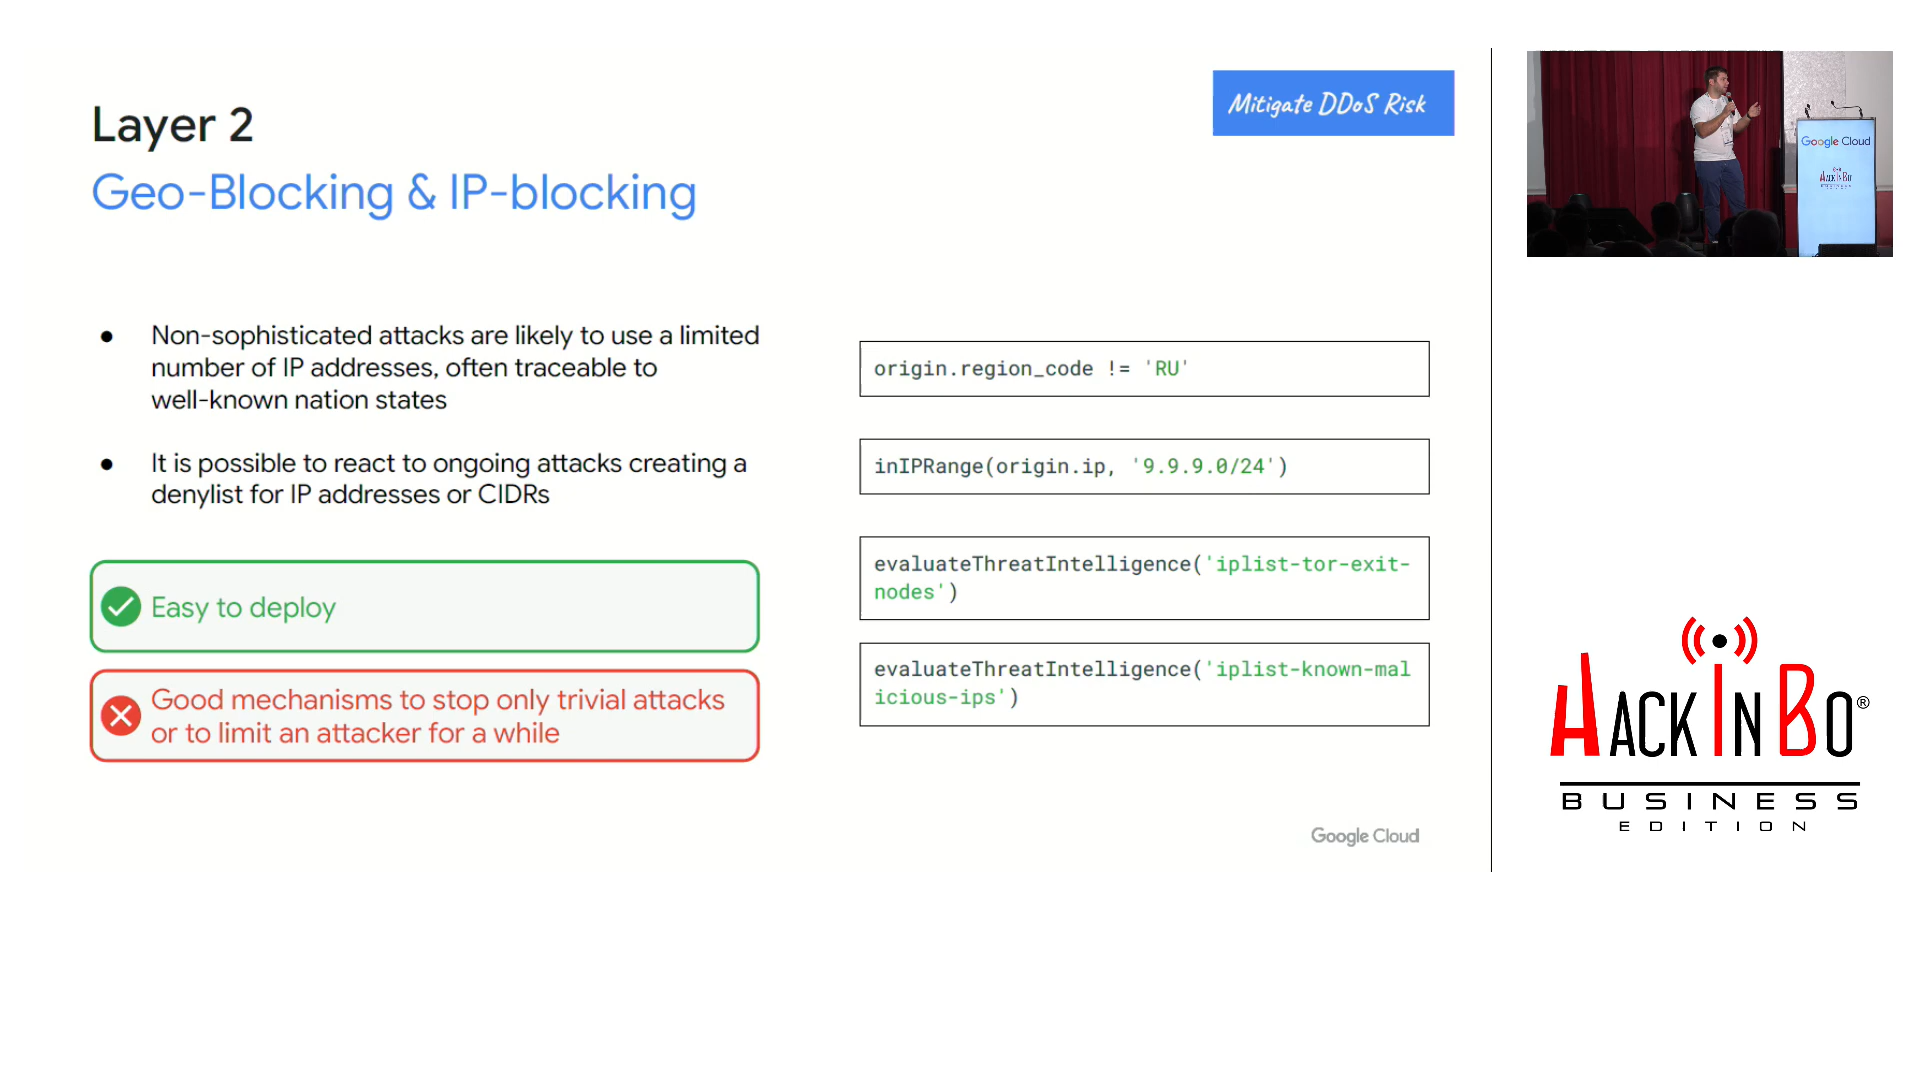 Mitigate DDoS Risk
Layer 2
Geo-Blocking & IP-blocking
● Non-sophisticated attacks are likely to use a limited
number of IP addresses, often traceable to
well-known nation states
● It is possible to react to ongoing attacks creating a
denylist for IP addresses or CIDRs
Easy to deploy
Good mechanisms to stop only trivial attacks
or to limit an attacker for a while
origin.region_code != 'RU'
inIPRange(origin.ip, '9.9.9.0/24')
evaluateThreatIntelligence('iplist-tor-exit-
nodes')
evaluateThreatIntelligence('iplist-known-mal
icious-ips')
Google Cloud
Google Cloud
HACK IN BO
BUSINESS
HACKINBO®
BUSINESS
EDITION